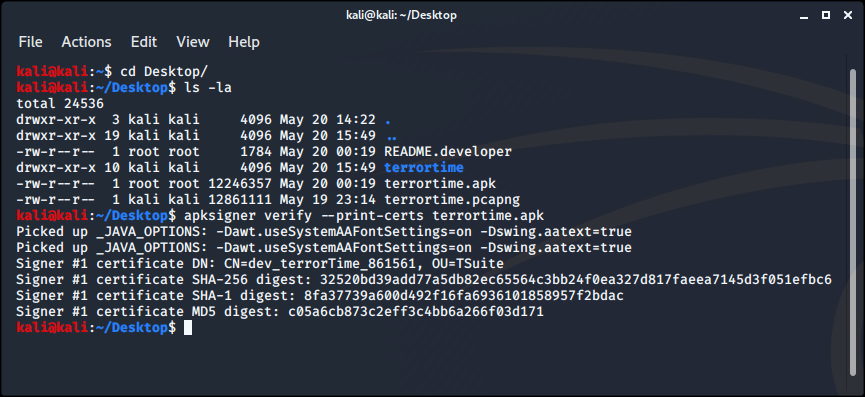 kali@kali: ~/Desktop
File Actions Edit View Help
kali@kali:~$ cd Desktop/
kali@kali:~/Desktop$ ls -la
total 24536
drwxr-xr-x  3 kali kali     4096 May 20 14:22 .
drwxr-xr-x 19 kali kali     4096 May 20 15:49 ..
-rw-r--r--  1 root root     1784 May 20 00:19 README.developer
drwxr-xr-x 10 kali kali     4096 May 20 15:49 terrortime
-rw-r--r--  1 root root 12246357 May 20 00:19 terrortime.apk
-rw-r--r--  1 kali kali 12861111 May 19 23:14 terrortime.pcapng
kali@kali:~/Desktop$ apksigner verify --print-certs terrortime.apk
Picked up _JAVA_OPTIONS: -Dawt.useSystemAAFontSettings=on -Dswing.aatext=true
Picked up _JAVA_OPTIONS: -Dawt.useSystemAAFontSettings=on -Dswing.aatext=true
Signer #1 certificate DN: CN=dev_terrorTime_861561, OU=TSuite
Signer #1 certificate SHA-256 digest: 32520bd39add77a5db82ec65564c3bb24f0ea327d817faeea7145d3f051efbc6
Signer #1 certificate SHA-1 digest: 8fa37739a600d492f16fa6936101858957f2bdac
Signer #1 certificate MD5 digest: c05a6cb873c2eff3c4bb6a266f03d171
kali@kali:~/Desktop$